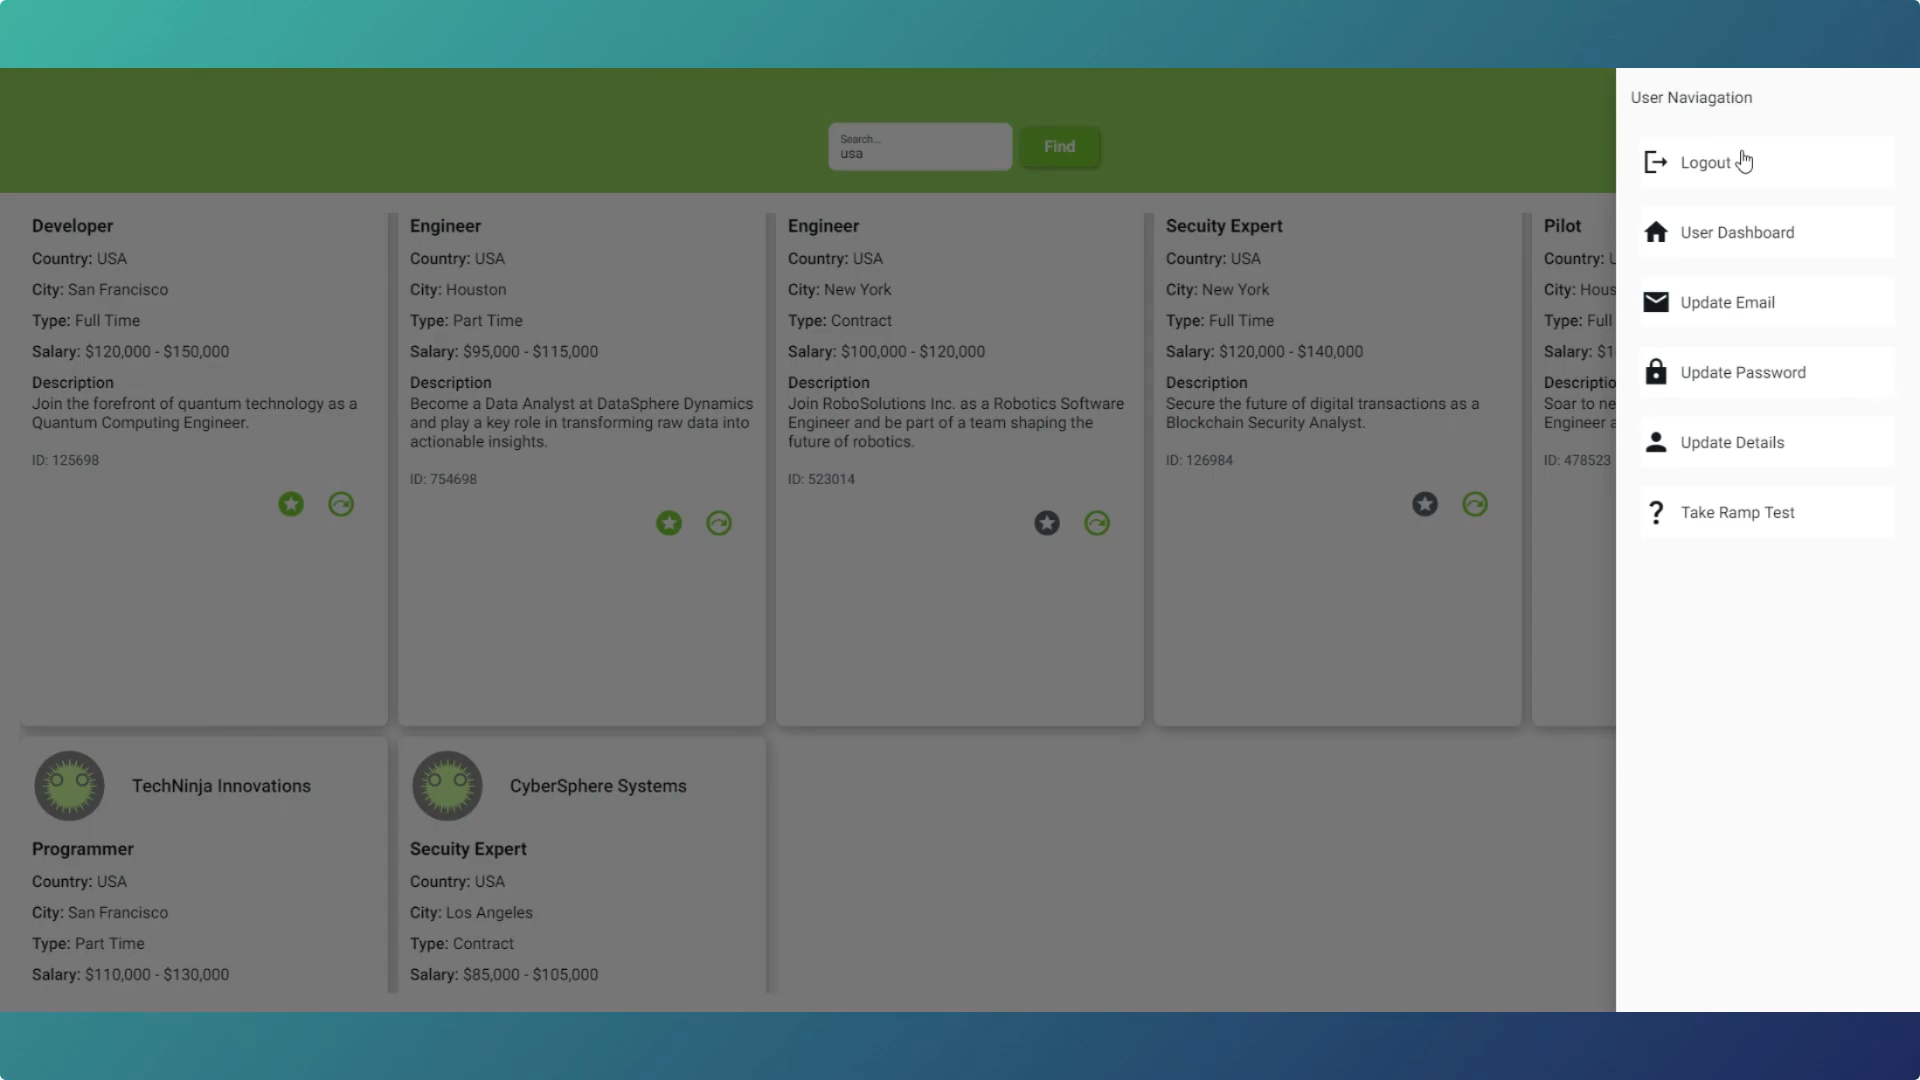 User Naviagation
Search...
usa
Find
Logout
User Dashboard
Update Email
Update Password
Update Details
Take Ramp Test
Developer
Country: USA
City: San Francisco
Type: Full Time
Salary: $120,000 - $150,000
Description
Join the forefront of quantum technology as a
Quantum Computing Engineer.
ID: 125698
Engineer
Country: USA
City: Houston
Type: Part Time
Salary: $95,000 - $115,000
Description
Become a Data Analyst at DataSphere Dynamics
and play a key role in transforming raw data into
actionable insights.
ID: 754698
Engineer
Country: USA
City: New York
Type: Contract
Salary: $100,000 - $120,000
Description
Join RoboSolutions Inc. as a Robotics Software
Engineer and be part of a team shaping the
future of robotics.
ID: 523014
Secuity Expert
Country: USA
City: New York
Type: Full Time
Salary: $120,000 - $140,000
Description
Secure the future of digital transactions as a
Blockchain Security Analyst.
ID: 126984
Pilot
Country: U
City: Hous
Type: Full
Salary: $1
Descriptio
Soar to ne
Engineer a
ID: 478523
TechNinja Innovations
Programmer
Country: USA
City: San Francisco
Type: Part Time
Salary: $110,000 - $130,000
CyberSphere Systems
Secuity Expert
Country: USA
City: Los Angeles
Type: Contract
Salary: $85,000 - $105,000